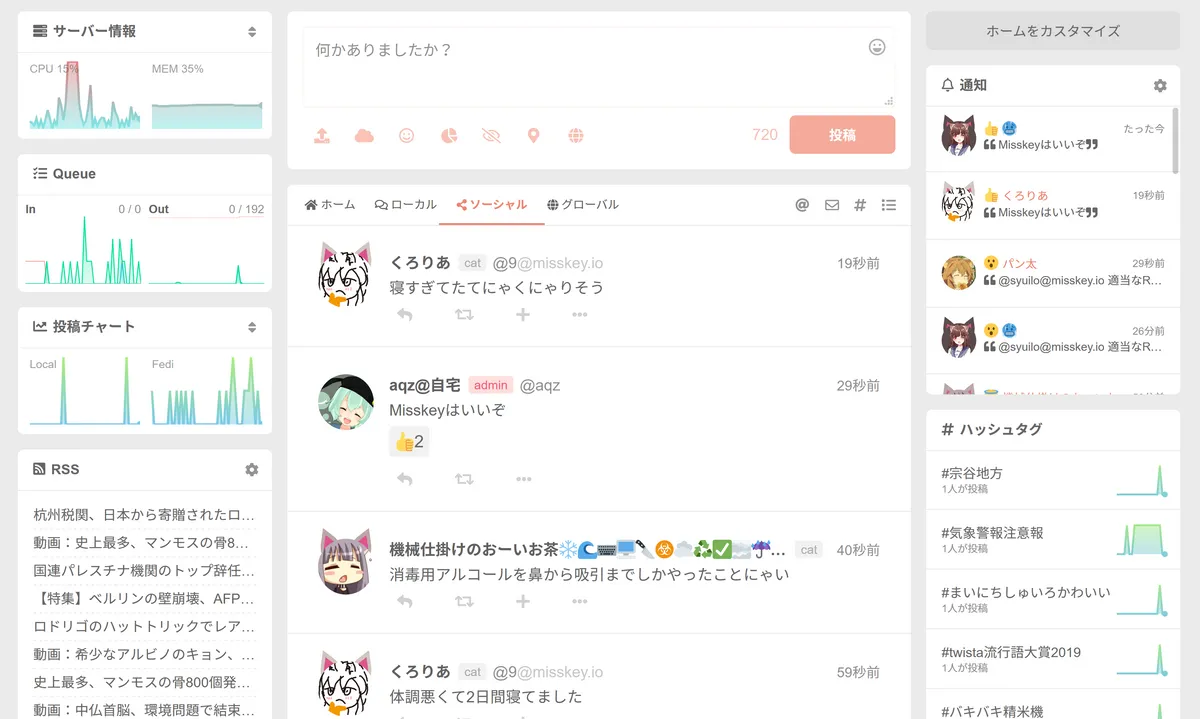 サーバー情報
CPU 15%
MEM 35%
Queue
In 0 / 0
Out 0 / 192
投稿チャート
Local
Fedi
RSS
杭州税関、日本から寄贈されたロ…
動画：史上最多、マンモスの骨8…
国連パレスチナ機関のトップ辞任…
【特集】ベルリンの壁崩壊、AFP…
ロドリゴのハットトリックでレア…
動画：希少なアルビノのキョン、…
史上最多、マンモスの骨800個発…
動画：中仏首脳、環境問題で結束…
何かありましたか？
720
投稿
ホーム ローカル ソーシャル グローバル
くろりあ cat @9@misskey.io 19秒前
寝すぎてたてにゃくにゃりそう
aqz@自宅 admin @aqz 29秒前
Misskeyはいいぞ
👍2
機械仕掛けのおーいお茶❄️🌊⌨️🖥️🔪☣️☁️♻️✅🌫️☔… cat 40秒前
消毒用アルコールを鼻から吸引までしかやったことにゃい
くろりあ cat @9@misskey.io 59秒前
体調悪くて2日間寝てました
ホームをカスタマイズ
通知
たった今
Misskeyはいいぞ
くろりあ 19秒前
Misskeyはいいぞ
パン太 29秒前
@syuilo@misskey.io 適当なR…
26分前
@syuilo@misskey.io 適当なR…
ハッシュタグ
#宗谷地方
1人が投稿
#気象警報注意報
1人が投稿
#まいにちしゅいろかわいい
1人が投稿
#twista流行語大賞2019
1人が投稿
#バキバキ精米機